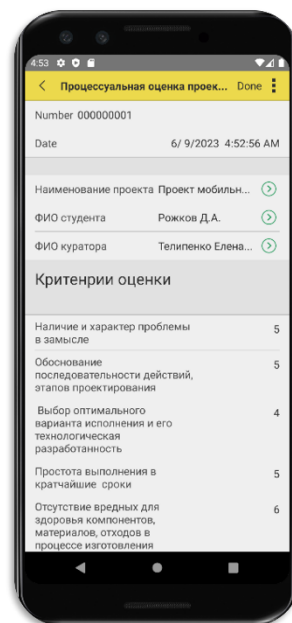 4:53
Процессуальная оценка проек... Done
Number 000000001
Date 6/ 9/2023 4:52:56 AM
Наименование проекта Проект мобильн...
ФИО студента Рожков Д.А.
ФИО куратора Телипенко Елена...
Критенрии оценки
Наличие и характер проблемы 5
в замысле
Обоснование 5
последовательности действий,
этапов проектирования
Выбор оптимального 4
варианта исполнения и его
технологическая
разработанность
Простота выполнения в 5
кратчайшие сроки
Отсутствие вредных для 6
здоровья компонентов,
материалов, отходов в
процессе изготовления